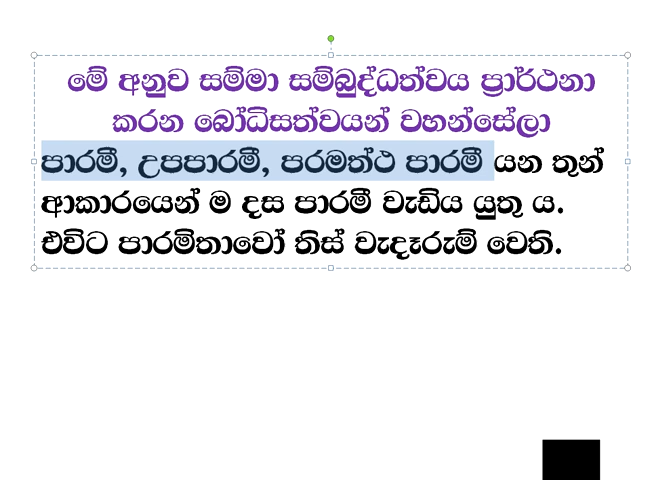 මේ අනුව සම්මා සම්බුද්ධත්වය ප්‍රාර්ථනා
කරන බෝධිසත්වයන් වහන්සේලා
පාරමී, උපපාරමී, පරමත්ථ පාරමී යන තුන්
ආකාරයෙන් ම දස පාරමී වැඩිය යුතු ය.
එවිට පාරමිතාවෝ තිස් වැදෑරුම් වෙති.